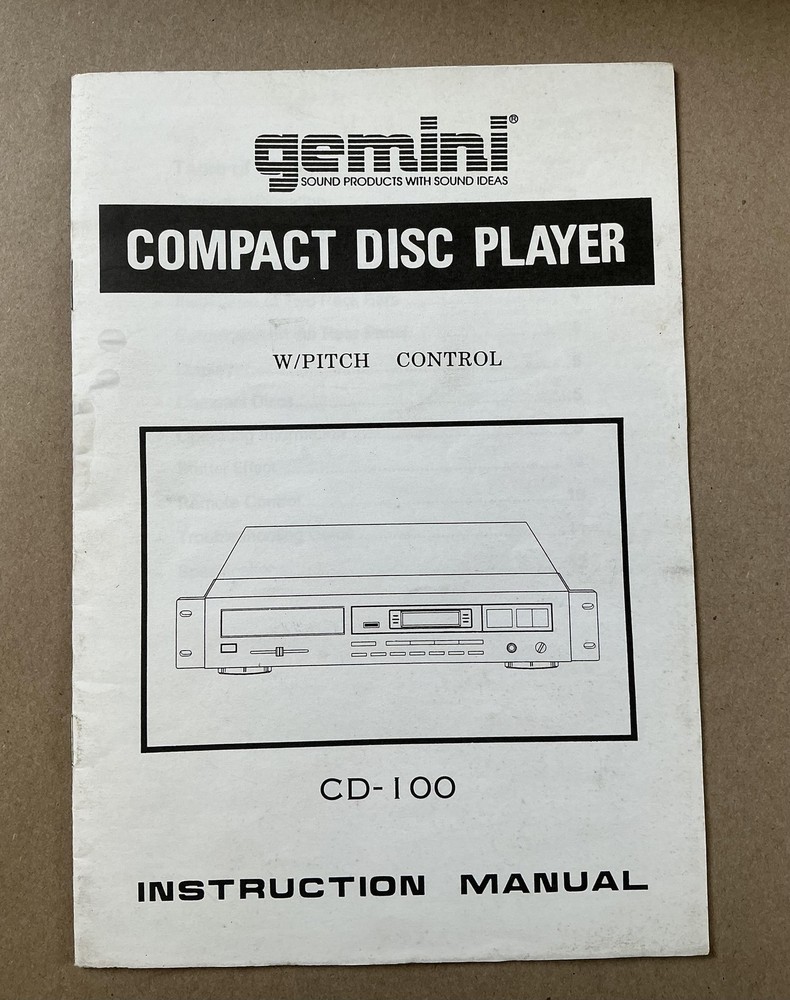 gemini®
SOUND PRODUCTS WITH SOUND IDEAS
COMPACT DISC PLAYER
W/PITCH CONTROL
CD-100
INSTRUCTION MANUAL